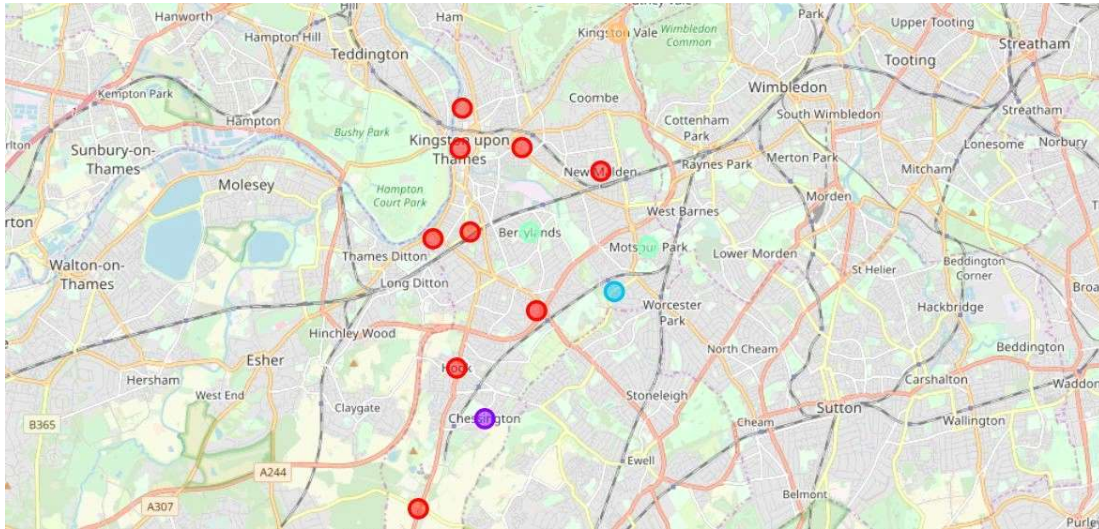 Hanworth
Hill
Ham
Kingston Vale
Wimbledon
Common
Park
Upper Tooting
Streatham
Hampton Hill
Teddington
Tooting
Kempton Park
Coombe
Wimbledon
Streatham
Hampton
Bushy Park
Cottenham
Park
South Wimbledon
Sunbury-on-
Thames
Kingston upon
Thames
Lonesome
Norbury
Raynes Park
Merton Park
Mitcham
Molesey
Hampton
Court Park
New Malden
Morden
West Barnes
Berrylands
Motspur Park
Lower Morden
Walton-on-
Thames
Thames Ditton
St Helier
Beddington
Corner
Long Ditton
Worcester
Park
Hackbridge
Hinchley Wood
Esher
North Cheam
Beddington
Hersham
West End
Claygate
Hook
Stoneleigh
Carshalton
Waddon
B365
Chessington
Cheam
Sutton
Wallington
A244
Ewell
Belmont
A307